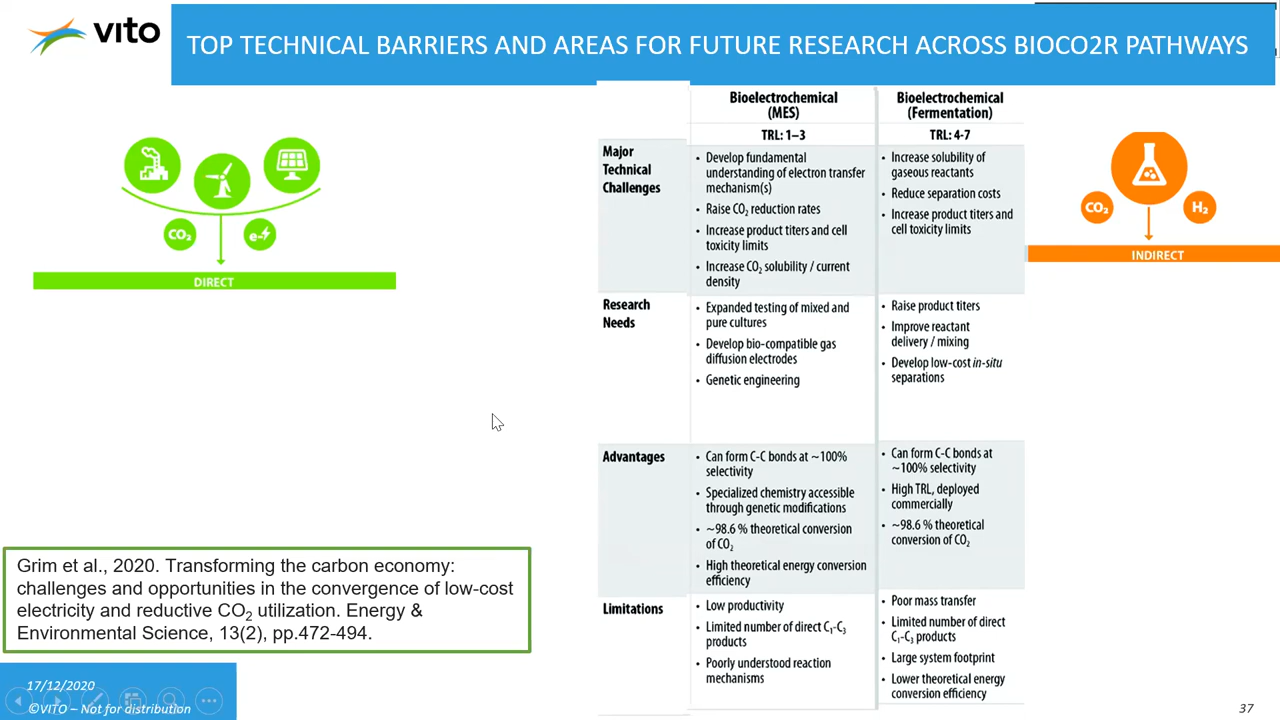 vito
TOP TECHNICAL BARRIERS AND AREAS FOR FUTURE RESEARCH ACROSS BIOCO2R PATHWAYS
CO₂
e-
DIRECT
Bioelectrochemical
(MES)
Bioelectrochemical
(Fermentation)
TRL: 1–3
TRL: 4-7
Major
Technical
Challenges
• Develop fundamental
understanding of electron transfer
mechanism(s)
• Raise CO₂ reduction rates
• Increase product titers and cell
toxicity limits
• Increase CO₂ solubility / current
density
• Increase solubility of
gaseous reactants
• Reduce separation costs
• Increase product titers and
cell toxicity limits
Research
Needs
• Expanded testing of mixed and
pure cultures
• Develop bio-compatible gas
diffusion electrodes
• Genetic engineering
• Raise product titers
• Improve reactant
delivery / mixing
• Develop low-cost in-situ
separations
Advantages
• Can form C-C bonds at ~100%
selectivity
• Specialized chemistry accessible
through genetic modifications
• ~98.6 % theoretical conversion
of CO₂
• High theoretical energy conversion
efficiency
• Can form C-C bonds at
~100% selectivity
• High TRL, deployed
commercially
• ~98.6 % theoretical
conversion of CO₂
Limitations
• Low productivity
• Limited number of direct C₁-C₃
products
• Poorly understood reaction
mechanisms
• Poor mass transfer
• Limited number of direct
C₁-C₃ products
• Large system footprint
• Lower theoretical energy
conversion efficiency
CO₂
H₂
INDIRECT
Grim et al., 2020. Transforming the carbon economy:
challenges and opportunities in the convergence of low-cost
electricity and reductive CO₂ utilization. Energy &
Environmental Science, 13(2), pp.472-494.
17/12/2020
©VITO – Not for distribution
37